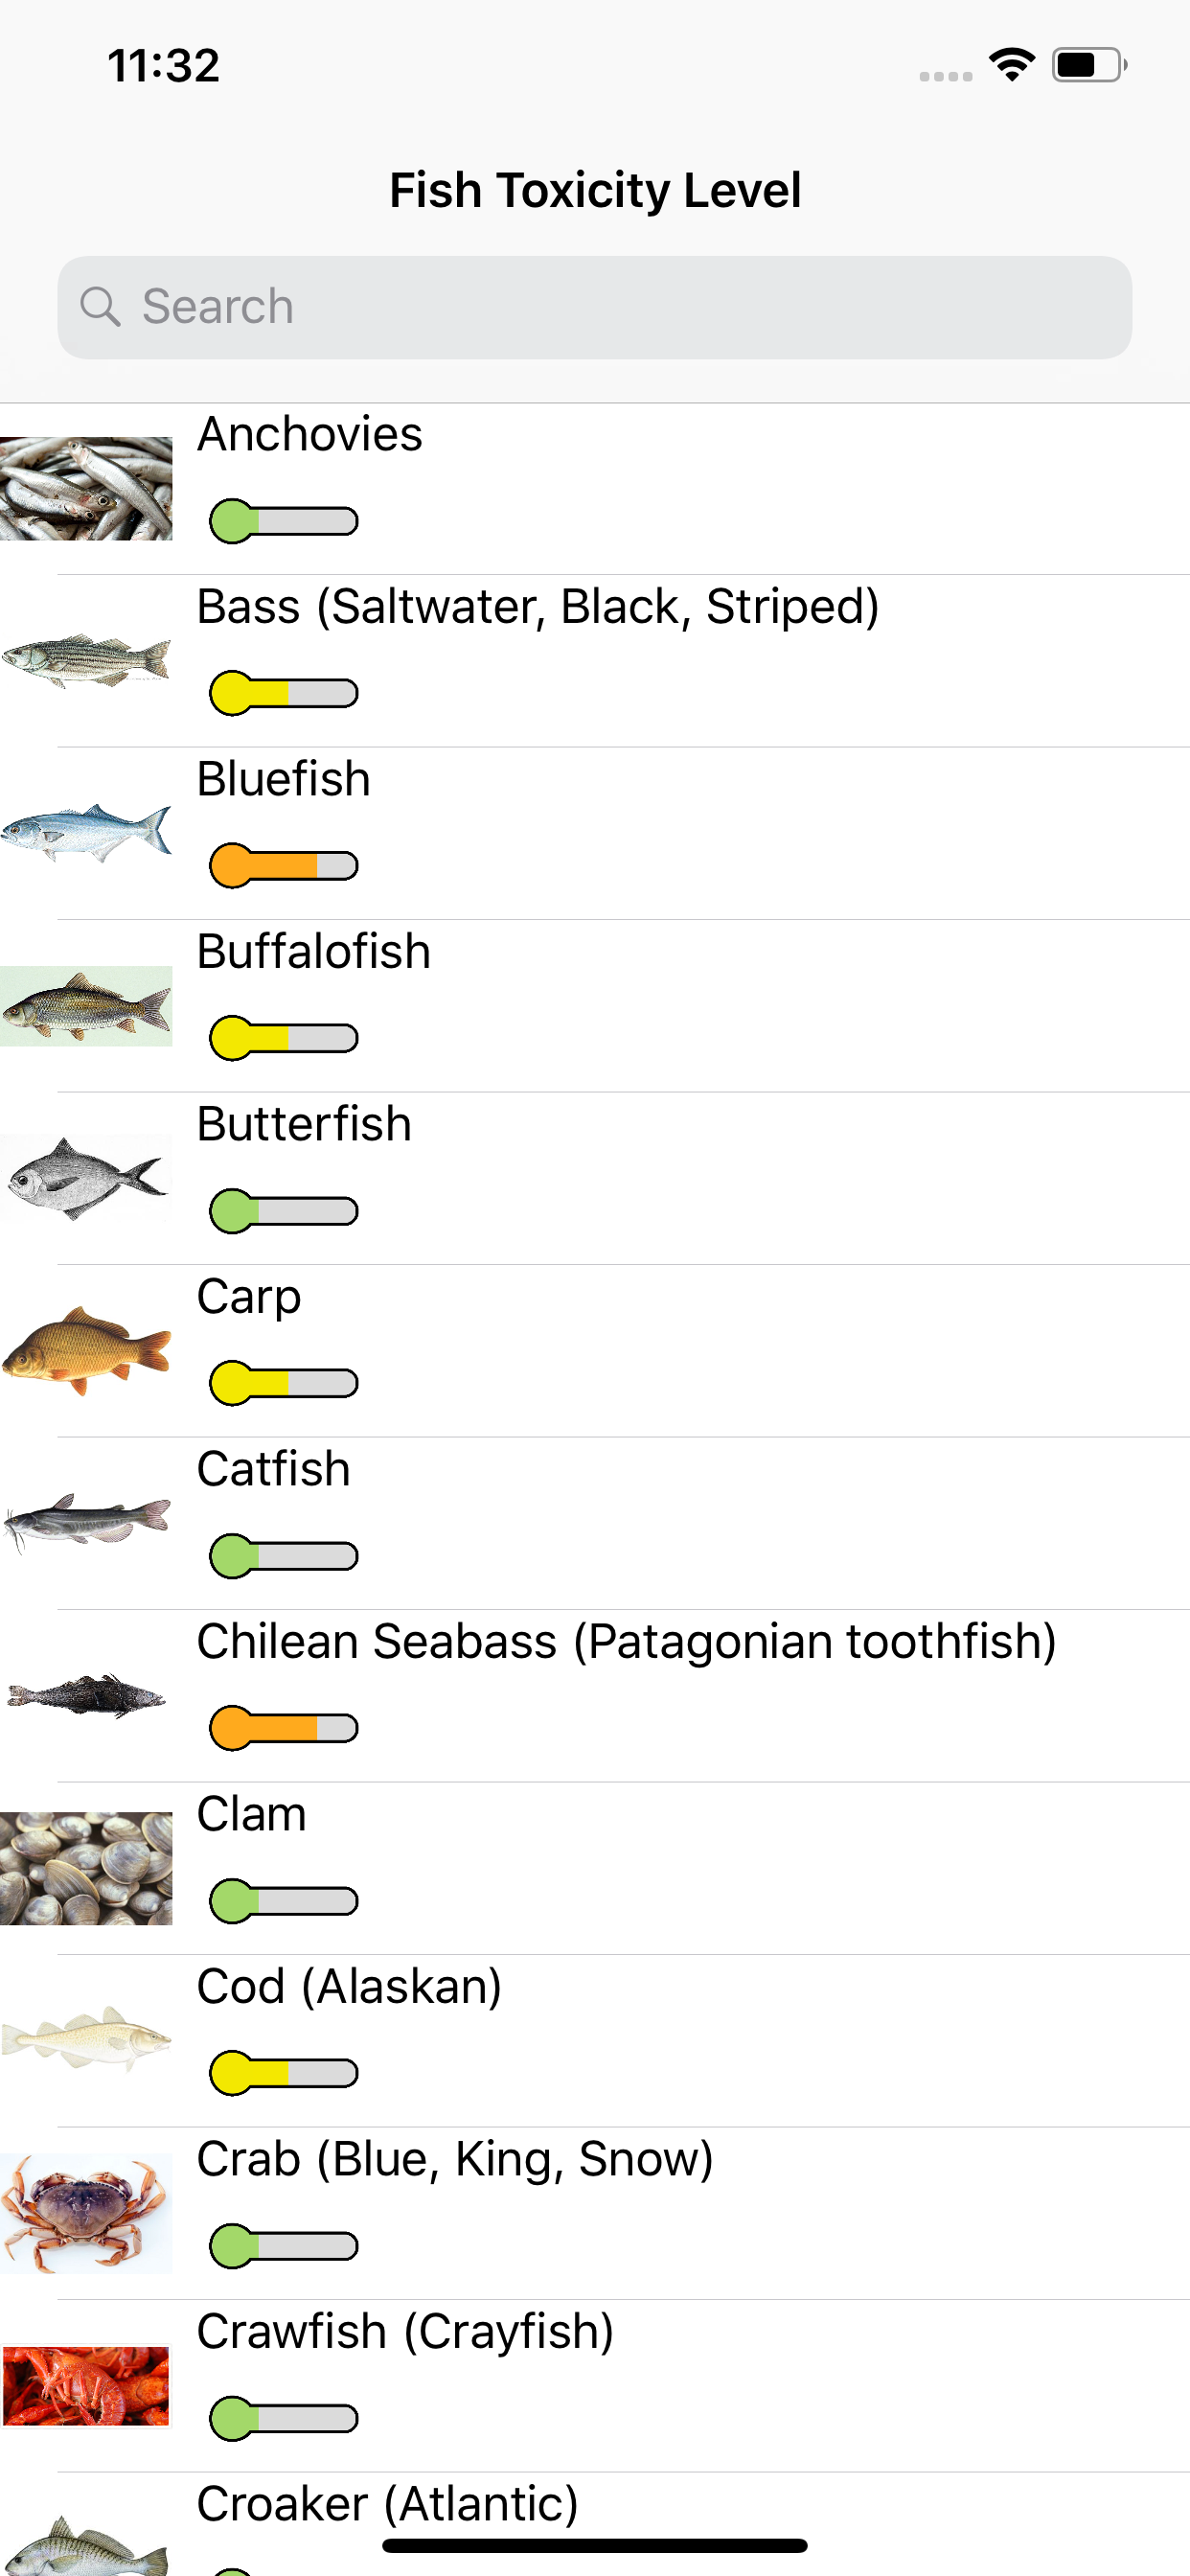 11:32
Fish Toxicity Level
Search
Anchovies
Bass (Saltwater, Black, Striped)
Bluefish
Buffalofish
Butterfish
Carp
Catfish
Chilean Seabass (Patagonian toothfish)
Clam
Cod (Alaskan)
Crab (Blue, King, Snow)
Crawfish (Crayfish)
Croaker (Atlantic)